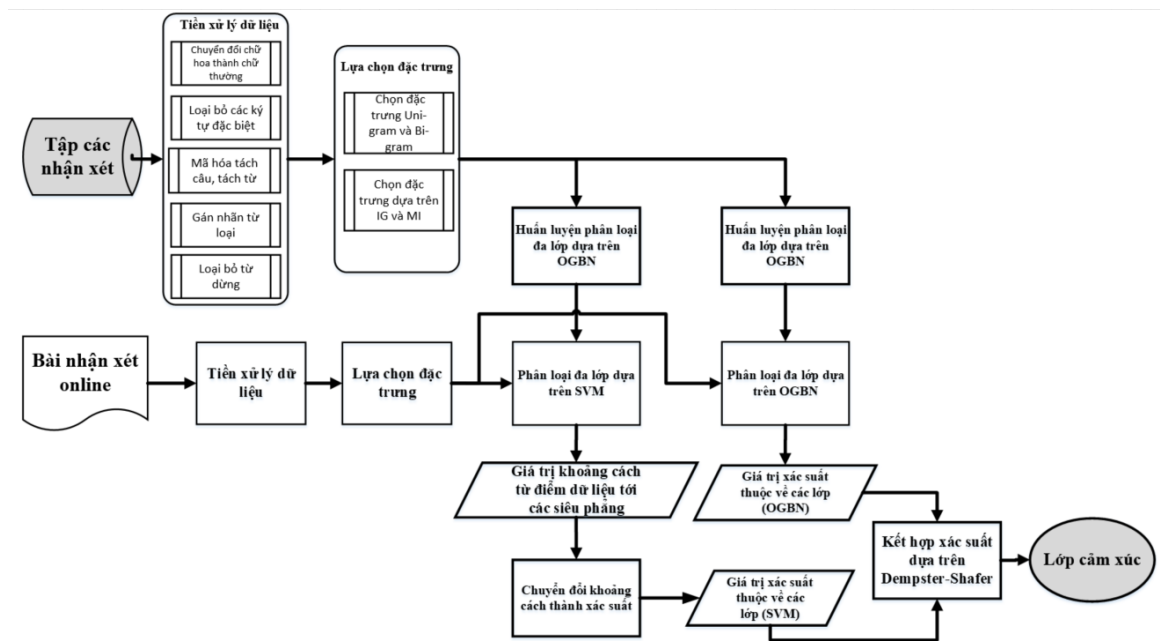 Tiền xử lý dữ liệu
Chuyển đổi chữ
hoa thành chữ
thường
Loại bỏ các ký
tự đặc biệt
Mã hóa tách
câu, tách từ
Gán nhãn từ
loại
Loại bỏ từ
dừng
Tập các
nhận xét
Lựa chọn đặc trưng
Chọn đặc
trưng Uni-
gram và Bi-
gram
Chọn đặc
trưng dựa trên
IG và MI
Huấn luyện phân loại
đa lớp dựa trên
OGBN
Huấn luyện phân loại
đa lớp dựa trên
OGBN
Bài nhận xét
online
Tiền xử lý dữ
liệu
Lựa chọn đặc
trưng
Phân loại đa lớp dựa
trên SVM
Phân loại đa lớp dựa
trên OGBN
Giá trị khoảng cách
từ điểm dữ liệu tới
các siêu phẳng
Giá trị xác suất
thuộc về các lớp
(OGBN)
Chuyển đổi khoảng
cách thành xác suất
Giá trị xác suất
thuộc về các
lớp (SVM)
Kết hợp xác suất
dựa trên
Dempster-Shafer
Lớp cảm xúc